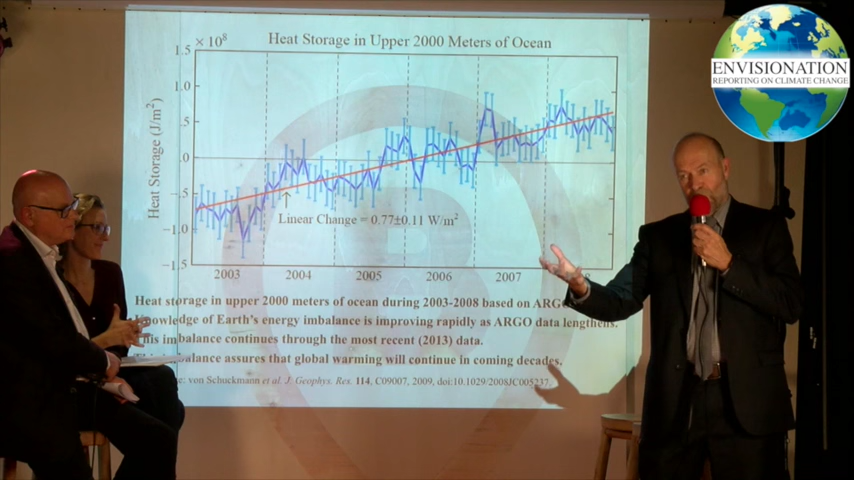 ENVISIONATION
REPORTING ON CLIMATE CHANGE
Heat Storage in Upper 2000 Meters of Ocean
1.5 × 10⁸
1.0
.5
0
-.5
-1.0
-1.5
Heat Storage (J/m²)
Linear Change = 0.77±0.11 W/m²
2003 2004 2005 2006 2007 8
Heat storage in upper 2000 meters of ocean during 2003-2008 based on ARG
Knowledge of Earth's energy imbalance is improving rapidly as ARGO data lengthens.
This imbalance continues through the most recent (2013) data.
This imbalance assures that global warming will continue in coming decades.
von Schuckmann et al. J. Geophys. Res. 114, C09007, 2009, doi:10.1029/2008JC005237.